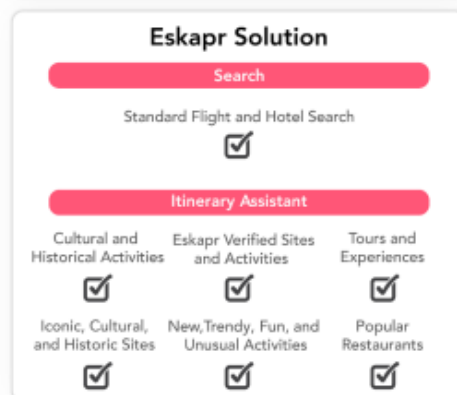 Eskapr Solution
Search
Standard Flight and Hotel Search
Itinerary Assistant
Cultural and
Historical Activities
Eskapr Verified Sites
and Activities
Tours and
Experiences
Iconic, Cultural,
and Historic Sites
New,Trendy, Fun, and
Unusual Activities
Popular
Restaurants